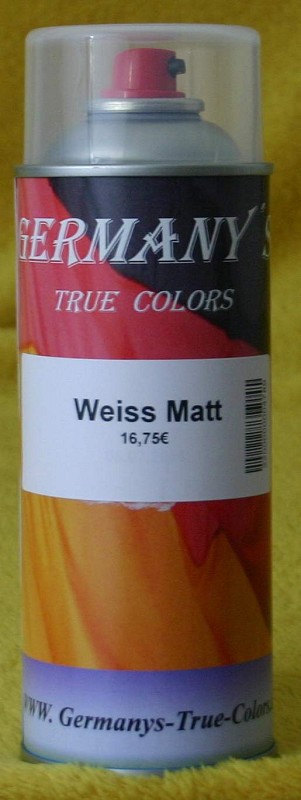 GERMANY'S
TRUE COLORS
Weiss Matt
16,75€
www. Germanys-True-Colors.